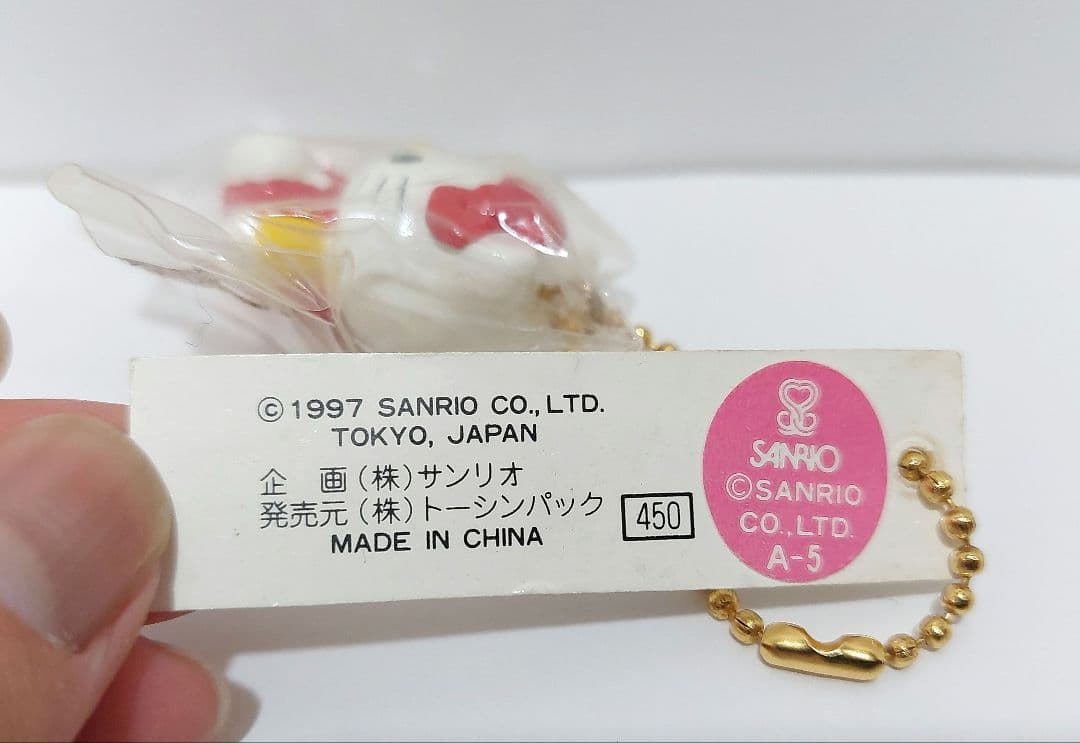 ©1997 SANRIO CO., LTD.
TOKYO, JAPAN
企 画 (株)サンリオ
発売元 (株)トーシンパック
MADE IN CHINA
450
SANRIO
©SANRIO
CO., LTD.
A-5